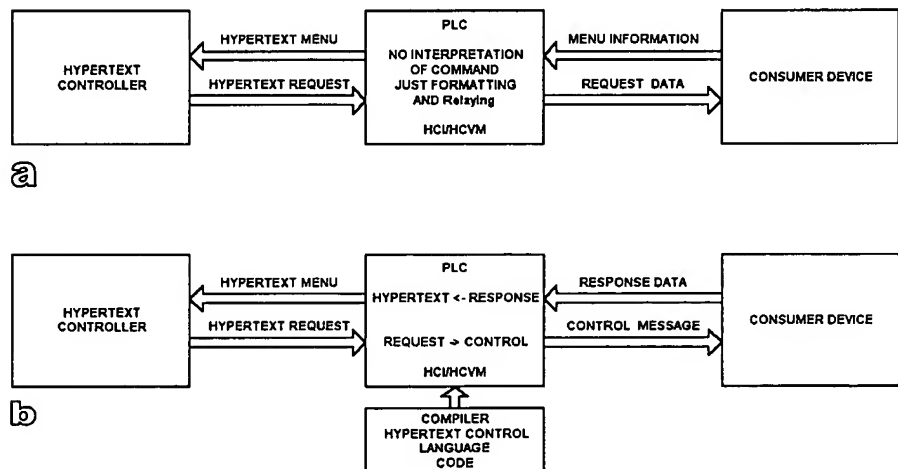 PLC
HYPERTEXT MENU
MENU INFORMATION
HYPERTEXT
CONTROLLER
NO INTERPRETATION
OF COMMAND
JUST FORMATTING
AND Relaying
CONSUMER DEVICE
HYPERTEXT REQUEST
REQUEST DATA
HCI/HCVM
a
PLC
HYPERTEXT MENU
RESPONSE DATA
HYPERTEXT <- RESPONSE
HYPERTEXT
CONTROLLER
CONSUMER DEVICE
HYPERTEXT REQUEST
CONTROL MESSAGE
REQUEST -> CONTROL
HCI/HCVM
b
COMPILER
HYPERTEXT CONTROL
LANGUAGE
CODE